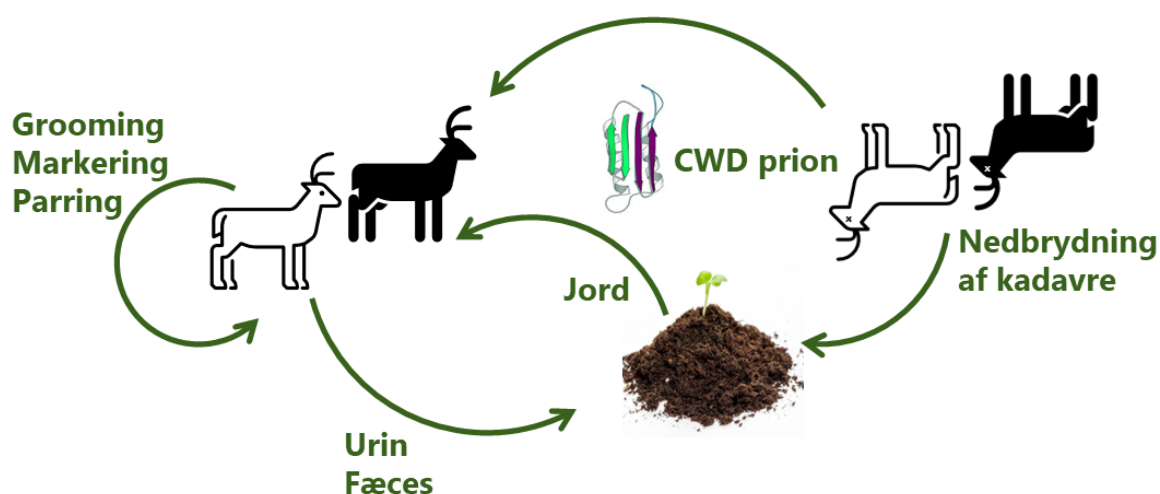 Grooming
Markering
Parring
CWD prion
Nedbrydning
af kadavre
Jord
Urin
Fæces